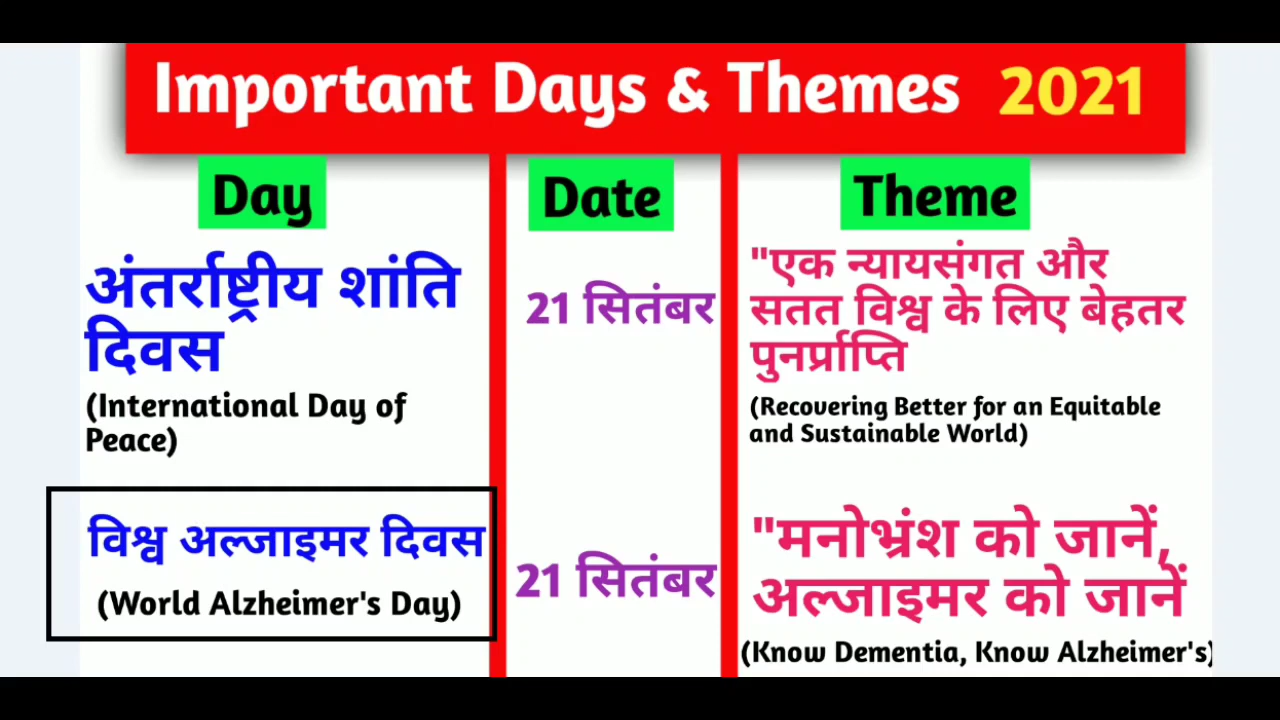 Important Days & Themes 2021
Day
Date
Theme
अंतर्राष्ट्रीय शांति
दिवस
(International Day of
Peace)
21 सितंबर
"एक न्यायसंगत और
सतत विश्व के लिए बेहतर
पुनर्प्राप्ति
(Recovering Better for an Equitable
and Sustainable World)
विश्व अल्जाइमर दिवस
(World Alzheimer's Day)
21 सितंबर
"मनोभ्रंश को जानें,
अल्जाइमर को जानें
(Know Dementia, Know Alzheimer's)